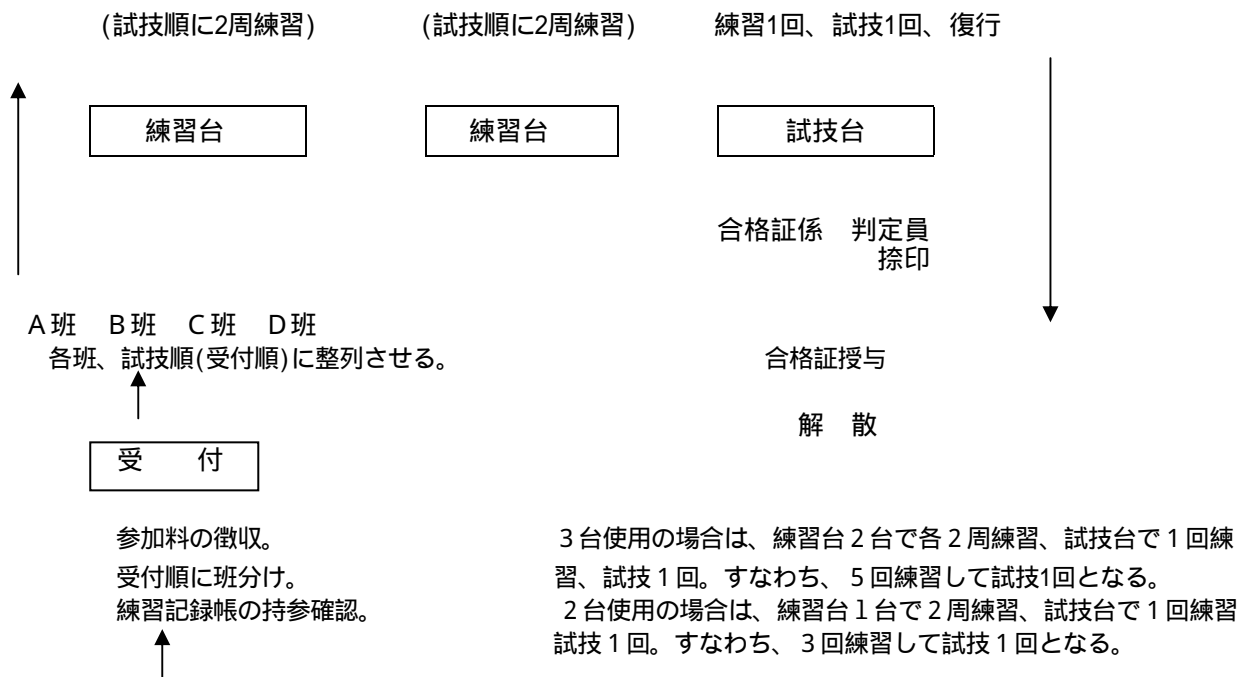 (試技順に2周練習) (試技順に2周練習) 練習1回、試技1回、復行
練習台 練習台 試技台
合格証係 判定員
捺印
A班 B班 C班 D班
各班、試技順(受付順)に整列させる。
合格証授与
解 散
受 付
参加料の徴収。
受付順に班分け。
練習記録帳の持参確認。
3台使用の場合は、練習台2台で各2周練習、試技台で1回練
習、試技1回。すなわち、5回練習して試技1回となる。
2台使用の場合は、練習台1台で2周練習、試技台で1回練習
試技1回。すなわち、3回練習して試技1回となる。